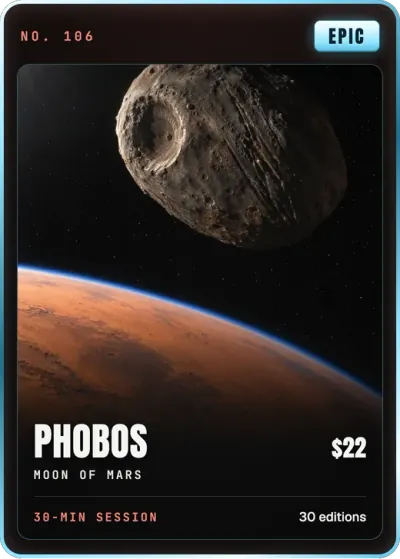 NO. 106
EPIC
PHOBOS
$22
MOON OF MARS
30-MIN SESSION
30 editions